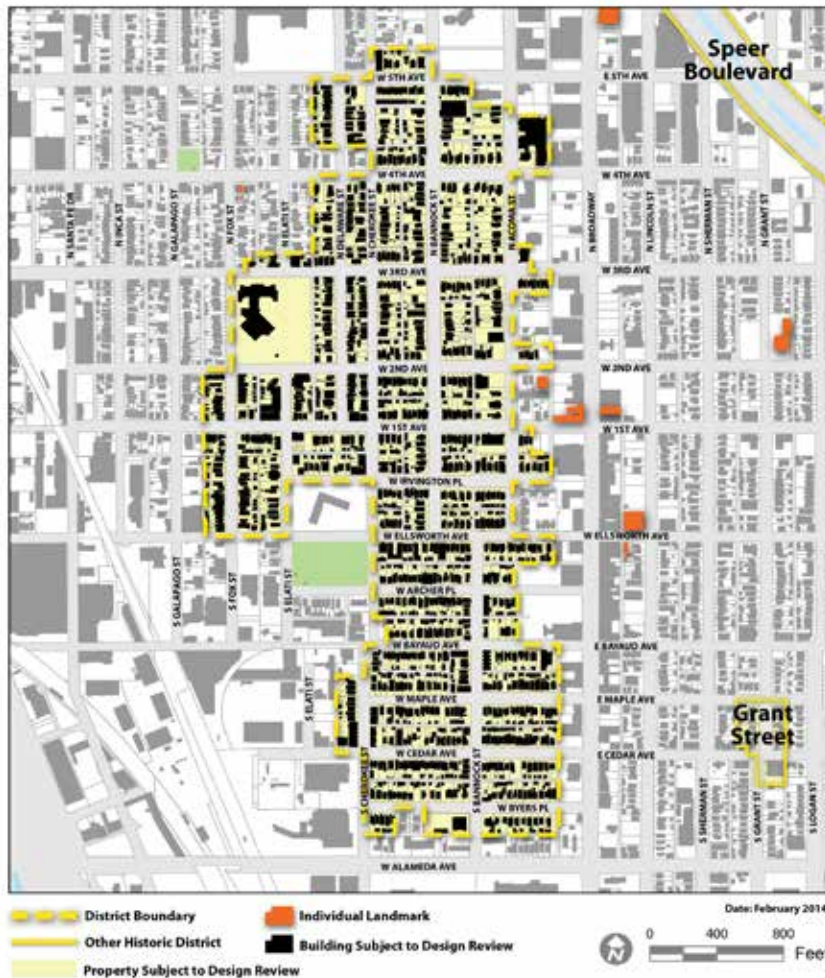 Speer
Boulevard
W 5TH AVE
E 5TH AVE
W 4TH AVE
W 4TH AVE
N SANTA FE DR
N INCA ST
N GALAPAGO ST
N FOX ST
N ELATI ST
N DELAWARE ST
N CHEROKEE ST
N BANNOCK ST
N ACOMA ST
N BROADWAY
N LINCOLN ST
N SHERMAN ST
N GRANT ST
W 3RD AVE
W 3RD AVE
W 2ND AVE
W 2ND AVE
W 1ST AVE
W 1ST AVE
W IRVINGTON PL
W ELLSWORTH AVE
W ELLSWORTH AVE
S GALAPAGO ST
S FOX ST
S ELATI ST
W ARCHER PL
W BAYAUD AVE
E BAYAUD AVE
S ELATI ST
W MAPLE AVE
E MAPLE AVE
Grant
Street
W CEDAR AVE
E CEDAR AVE
S CHEROKEE ST
S BANNOCK ST
W BYERS PL
S SHERMAN ST
S GRANT ST
S LOGAN ST
W ALAMEDA AVE
Date: February 2014
District Boundary
Individual Landmark
Other Historic District
Building Subject to Design Review
Property Subject to Design Review
N
0 400 800
Feet